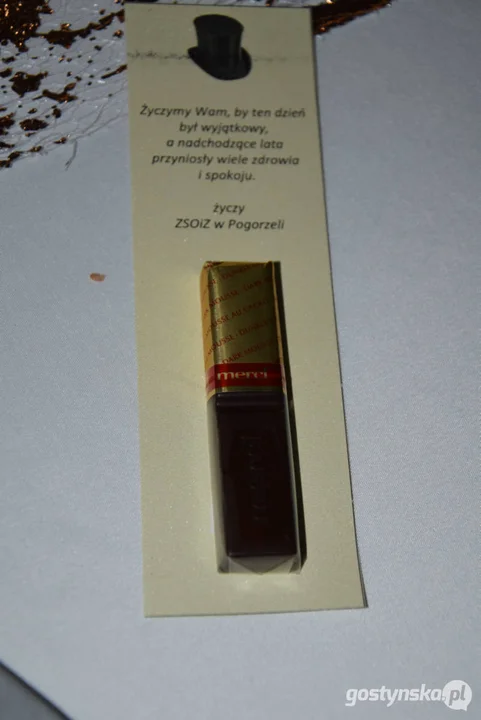 Życzymy Wam, by ten dzień
był wyjątkowy,
a nadchodzące lata
przyniosły wiele zdrowia
i spokoju.
życzy
ZSOiZ w Pogorzeli
merci
gostynska.pl